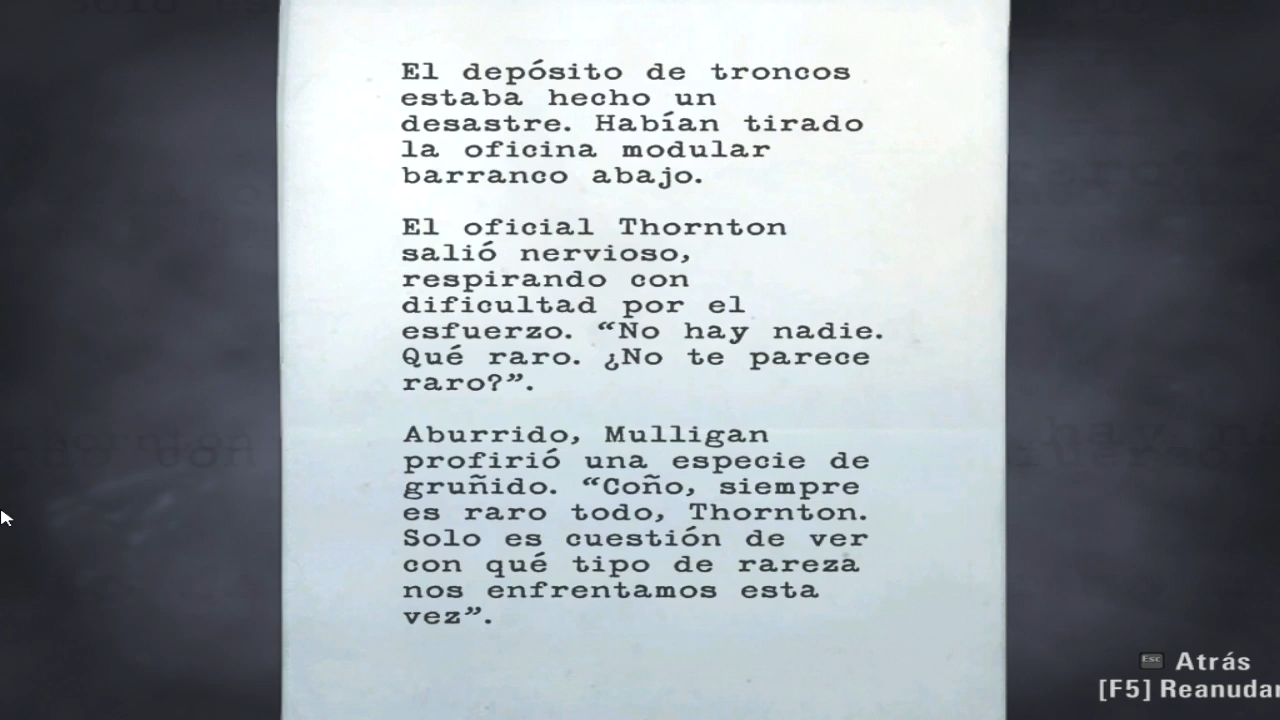 El depósito de troncos
estaba hecho un
desastre. Habían tirado
la oficina modular
barranco abajo.
El oficial Thornton
salió nervioso,
respirando con
dificultad por el
esfuerzo. “No hay nadie.
Qué raro. ¿No te parece
raro?”.
Aburrido, Mulligan
profirió una especie de
gruñido. “Coño, siempre
es raro todo, Thornton.
Solo es cuestión de ver
con qué tipo de rareza
nos enfrentamos esta
vez”.
Esc Atrás
[F5] Reanudar